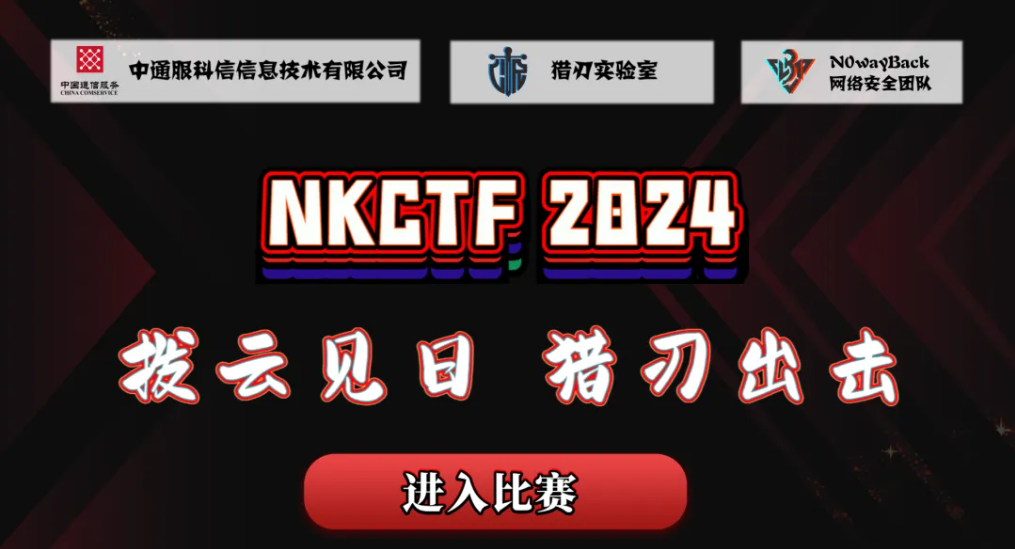 中国通信服务
CHINA COMSERVICE
中通服科信信息技术有限公司
猎刃实验室
N0wayBack
网络安全团队
NKCTF 2024
拨云见日 猎刃出击
进入比赛